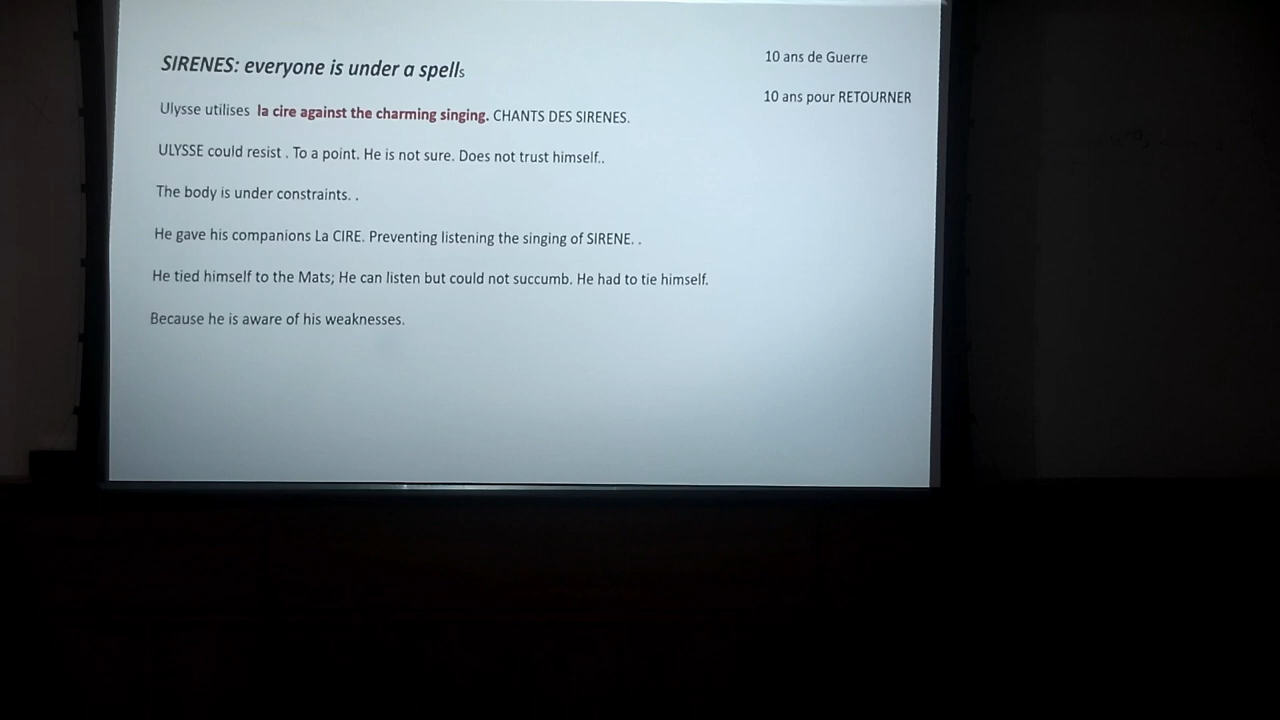 SIRENES: everyone is under a spells
Ulysse utilises la cire against the charming singing. CHANTS DES SIRENES.
ULYSSE could resist . To a point. He is not sure. Does not trust himself..
The body is under constraints. .
He gave his companions La CIRE. Preventing listening the singing of SIRENE. .
He tied himself to the Mats; He can listen but could not succumb. He had to tie himself.
Because he is aware of his weaknesses.
10 ans de Guerre
10 ans pour RETOURNER